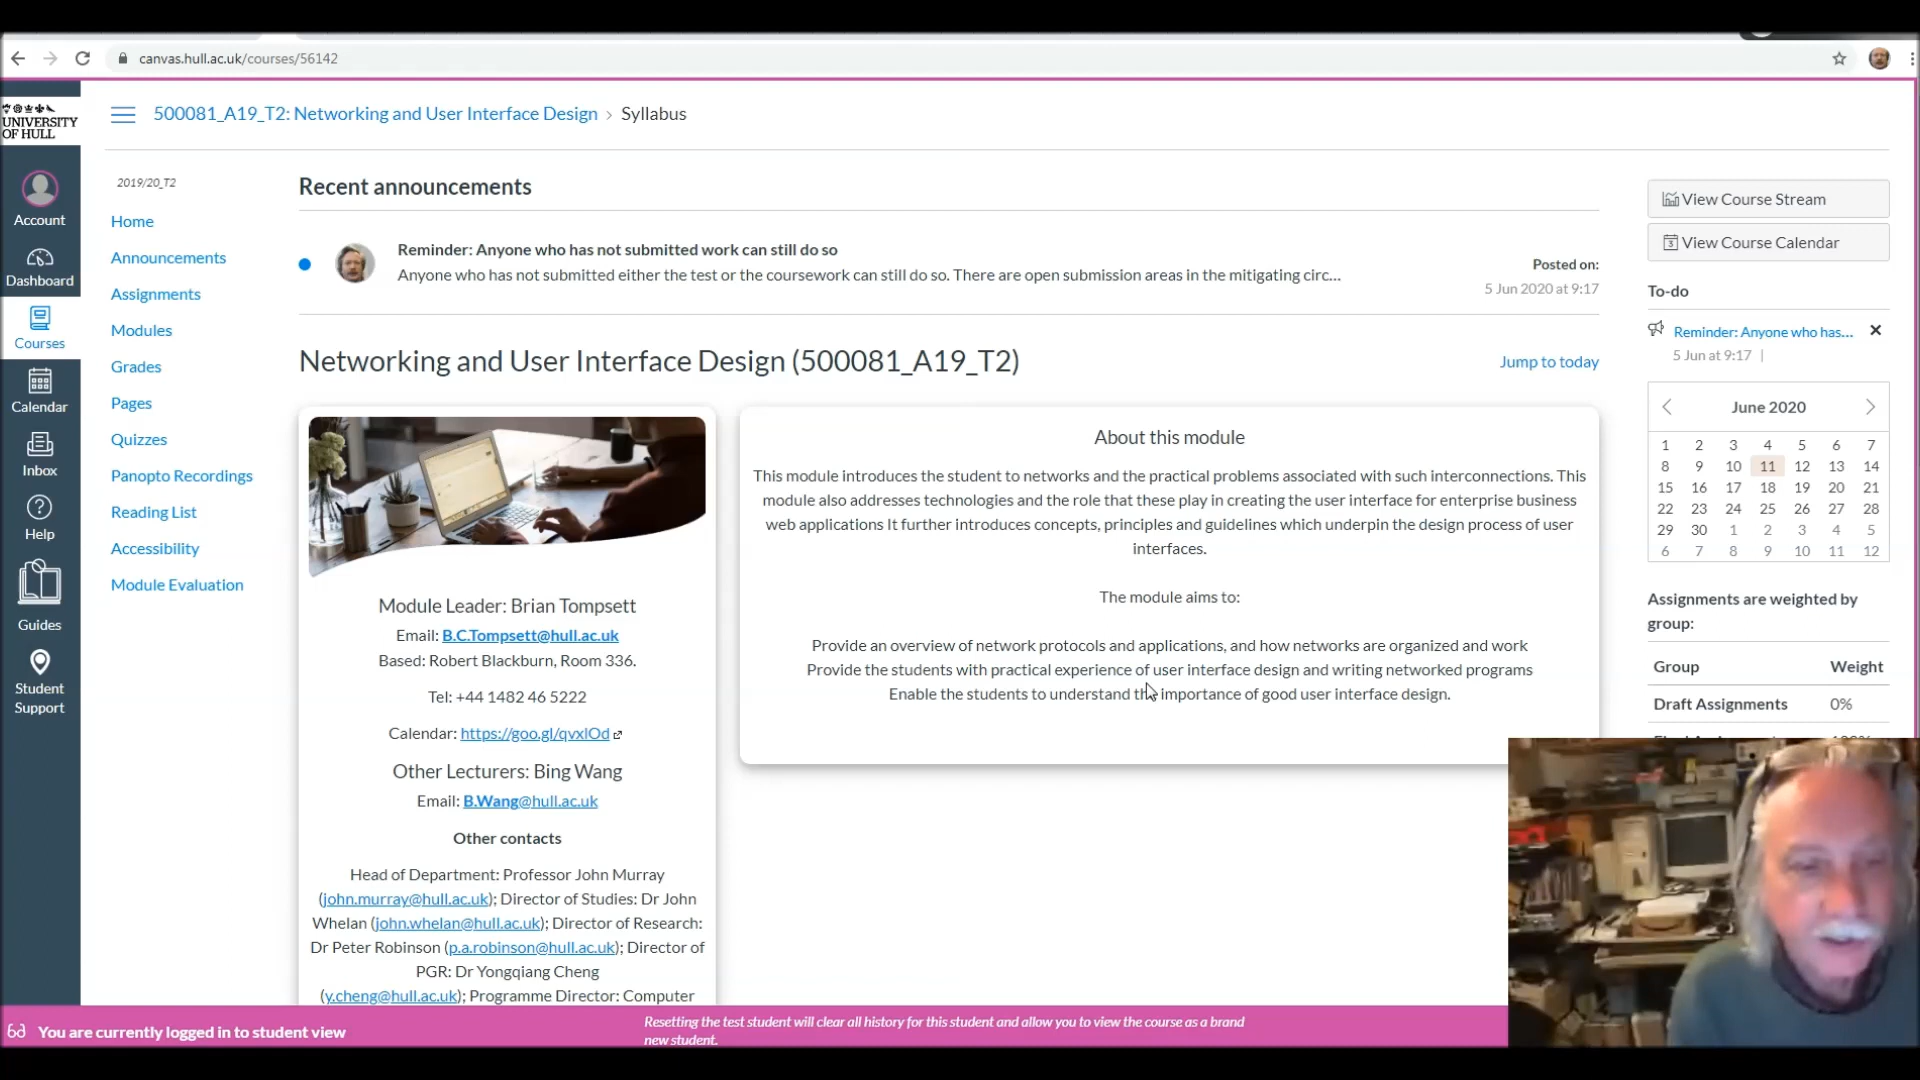 canvas.hull.ac.uk/courses/56142
UNIVERSITY
OF HULL
500081_A19_T2: Networking and User Interface Design › Syllabus
Account
Dashboard
Courses
Calendar
Inbox
Help
Guides
Student
Support
2019/20_T2
Home
Announcements
Assignments
Modules
Grades
Pages
Quizzes
Panopto Recordings
Reading List
Accessibility
Module Evaluation
Recent announcements
Reminder: Anyone who has not submitted work can still do so
Anyone who has not submitted either the test or the coursework can still do so. There are open submission areas in the mitigating circ...
Posted on:
5 Jun 2020 at 9:17
Networking and User Interface Design (500081_A19_T2)
Jump to today
Module Leader: Brian Tompsett
Email: B.C.Tompsett@hull.ac.uk
Based: Robert Blackburn, Room 336.
Tel: +44 1482 46 5222
Calendar: https://goo.gl/qvxlOd
Other Lecturers: Bing Wang
Email: B.Wang@hull.ac.uk
Other contacts
Head of Department: Professor John Murray
(john.murray@hull.ac.uk); Director of Studies: Dr John
Whelan (john.whelan@hull.ac.uk); Director of Research:
Dr Peter Robinson (p.a.robinson@hull.ac.uk); Director of
PGR: Dr Yongqiang Cheng
(y.cheng@hull.ac.uk); Programme Director: Computer
About this module
This module introduces the student to networks and the practical problems associated with such interconnections. This
module also addresses technologies and the role that these play in creating the user interface for enterprise business
web applications It further introduces concepts, principles and guidelines which underpin the design process of user
interfaces.
The module aims to:
Provide an overview of network protocols and applications, and how networks are organized and work
Provide the students with practical experience of user interface design and writing networked programs
Enable the students to understand the importance of good user interface design.
View Course Stream
3 View Course Calendar
To-do
Reminder: Anyone who has...
5 Jun at 9:17 |
June 2020
1 2 3 4 5 6 7
8 9 10 11 12 13 14
15 16 17 18 19 20 21
22 23 24 25 26 27 28
29 30 1 2 3 4 5
6 7 8 9 10 11 12
Assignments are weighted by
group:
Group Weight
Draft Assignments 0%
You are currently logged in to student view
Resetting the test student will clear all history for this student and allow you to view the course as a brand
new student.